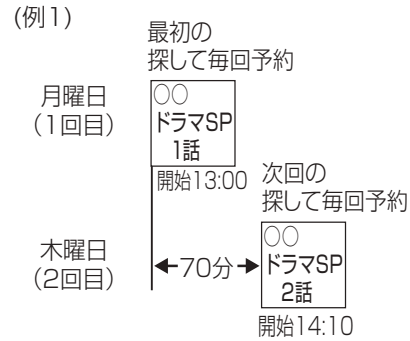 (例1)
最初の
探して毎回予約
月曜日
（1回目）
○○
ドラマSP
1話
開始13:00
次回の
探して毎回予約
木曜日
（2回目）
70分
○○
ドラマSP
2話
開始14:10